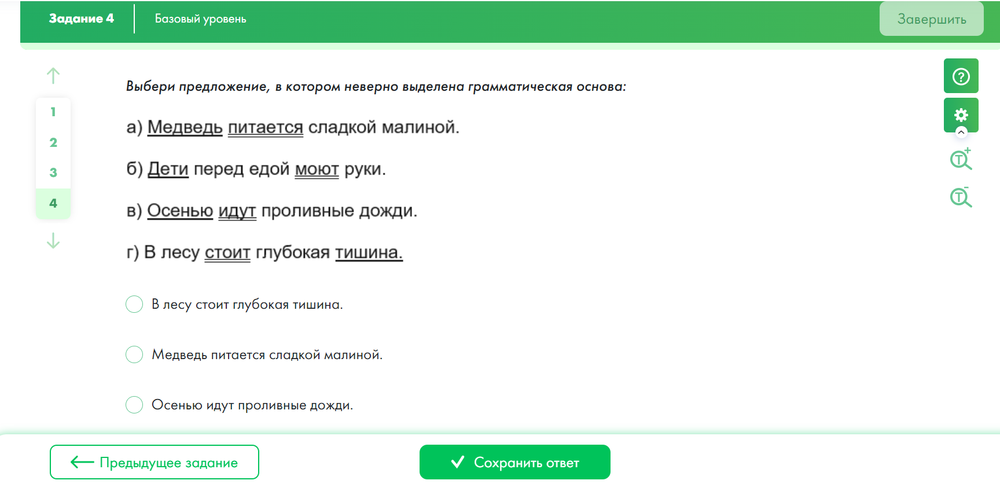 Задание 4
Базовый уровень
Завершить
1
2
3
4
Выбери предложение, в котором неверно выделена грамматическая основа:
а) Медведь питается сладкой малиной.
б) Дети перед едой моют руки.
в) Осенью идут проливные дожди.
г) В лесу стоит глубокая тишина.
В лесу стоит глубокая тишина.
Медведь питается сладкой малиной.
Осенью идут проливные дожди.
?
T+
T-
Предыдущее задание
Сохранить ответ